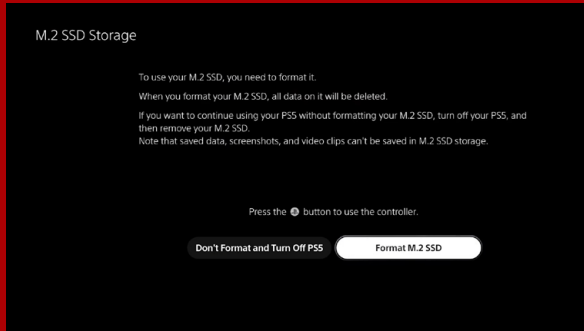 M.2 SSD Storage
To use your M.2 SSD, you need to format it.
When you format your M.2 SSD, all data on it will be deleted.
If you want to continue using your PS5 without formatting your M.2 SSD, turn off your PS5, and
then remove your M.2 SSD.
Note that saved data, screenshots, and video clips can't be saved in M.2 SSD storage.
Press the button to use the controller.
Don't Format and Turn Off PS5
Format M.2 SSD